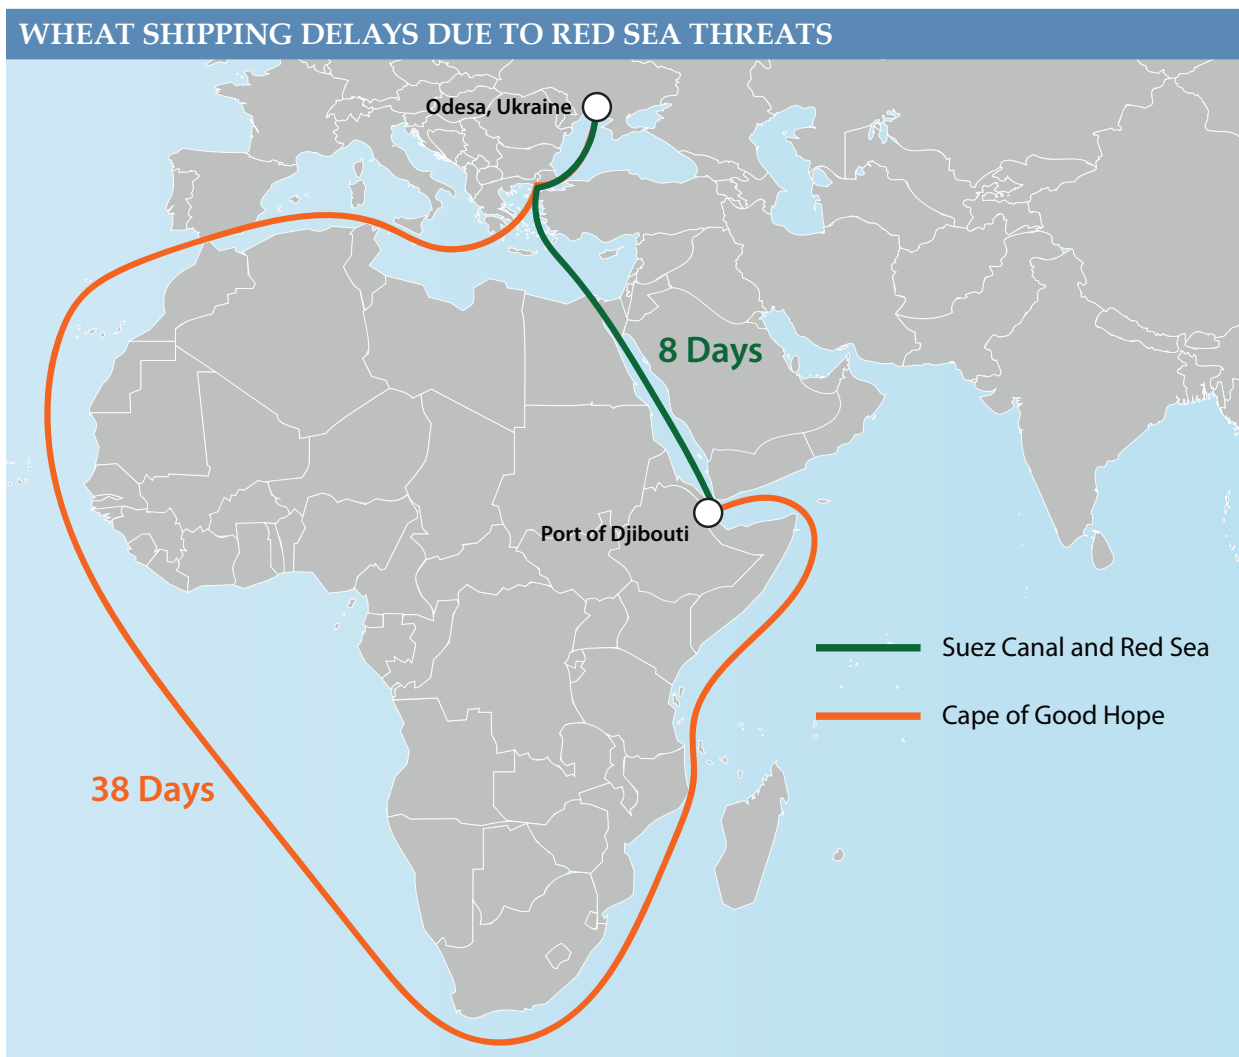 WHEAT SHIPPING DELAYS DUE TO RED SEA THREATS
Odesa, Ukraine
8 Days
Port of Djibouti
Suez Canal and Red Sea
Cape of Good Hope
38 Days